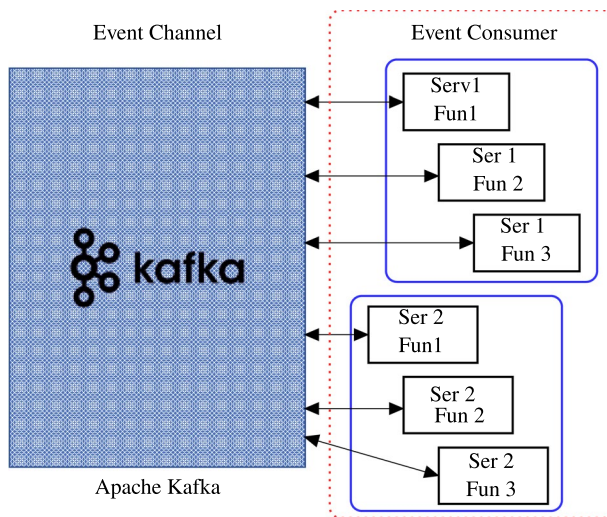 Event Channel
Event Consumer
Serv1
Fun1
Ser 1
Fun 2
Ser 1
Fun 3
kafka
Ser 2
Fun1
Ser 2
Fun 2
Ser 2
Fun 3
Apache Kafka